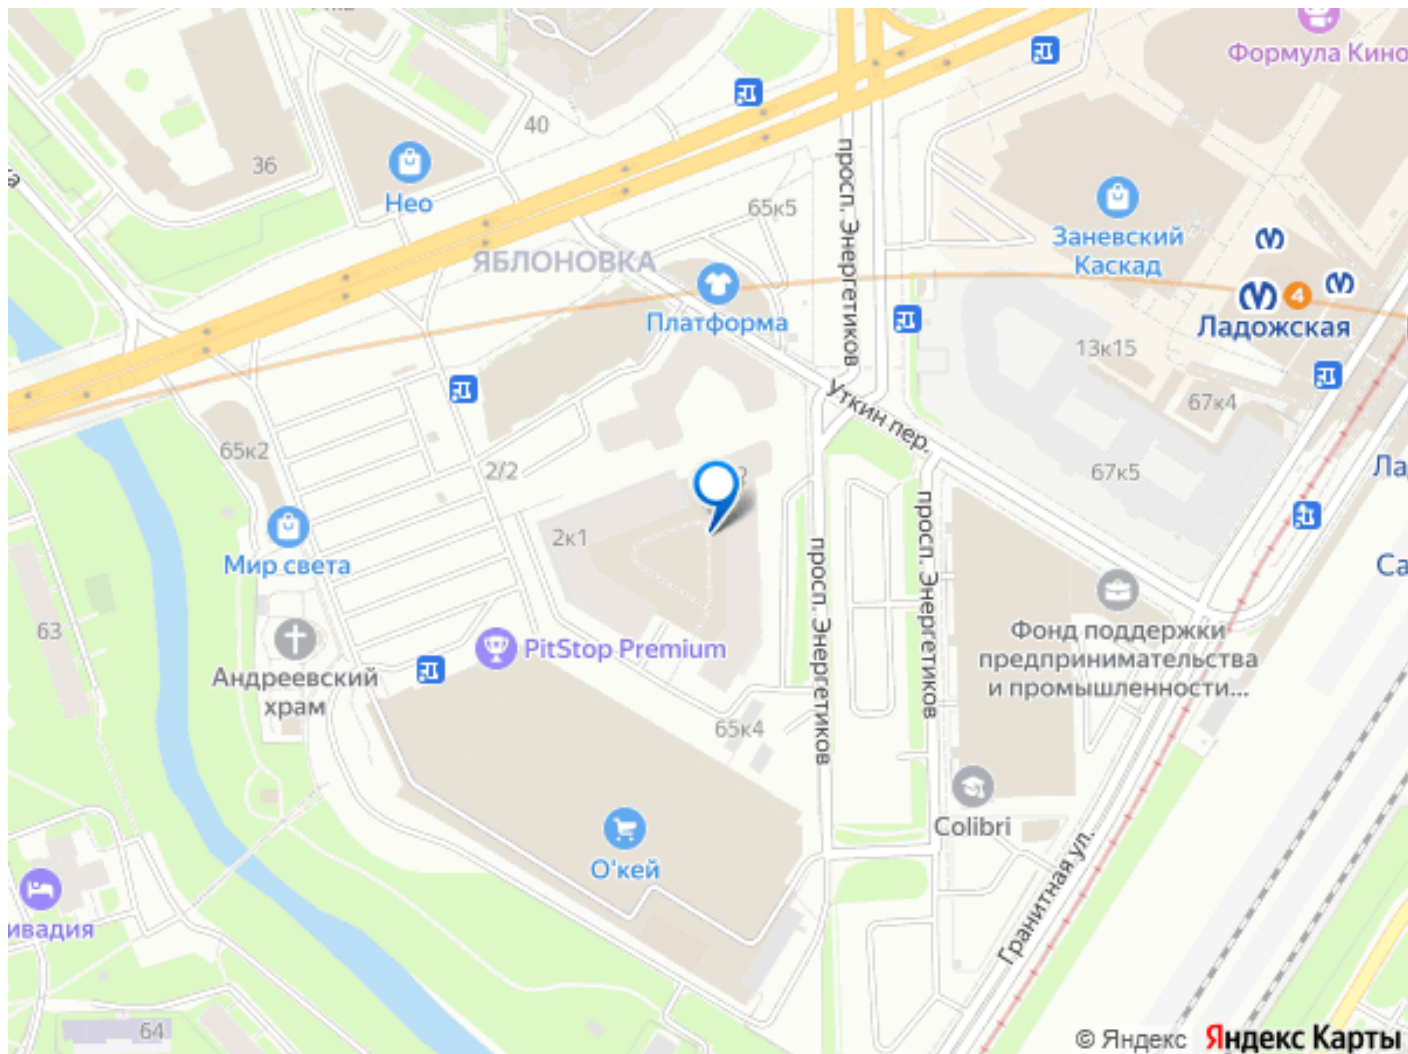 Формула Кино
40
36
Нео
65к5
просп. Энергетиков
Заневский
Каскад
ЯБЛОНОВКА
Платформа
4
Ладожская
13к15
67к4
Уткин пер.
65к2
2/2
67к5
2к1
Мир света
просп. Энергетиков
просп. Энергетиков
63
PitStop Premium
Фонд поддержки
предпринимательства
и промышленности...
Андреевский
храм
65к4
Colibri
О'кей
Гранитная ул.
ивадия
64
© Яндекс Яндекс Карты